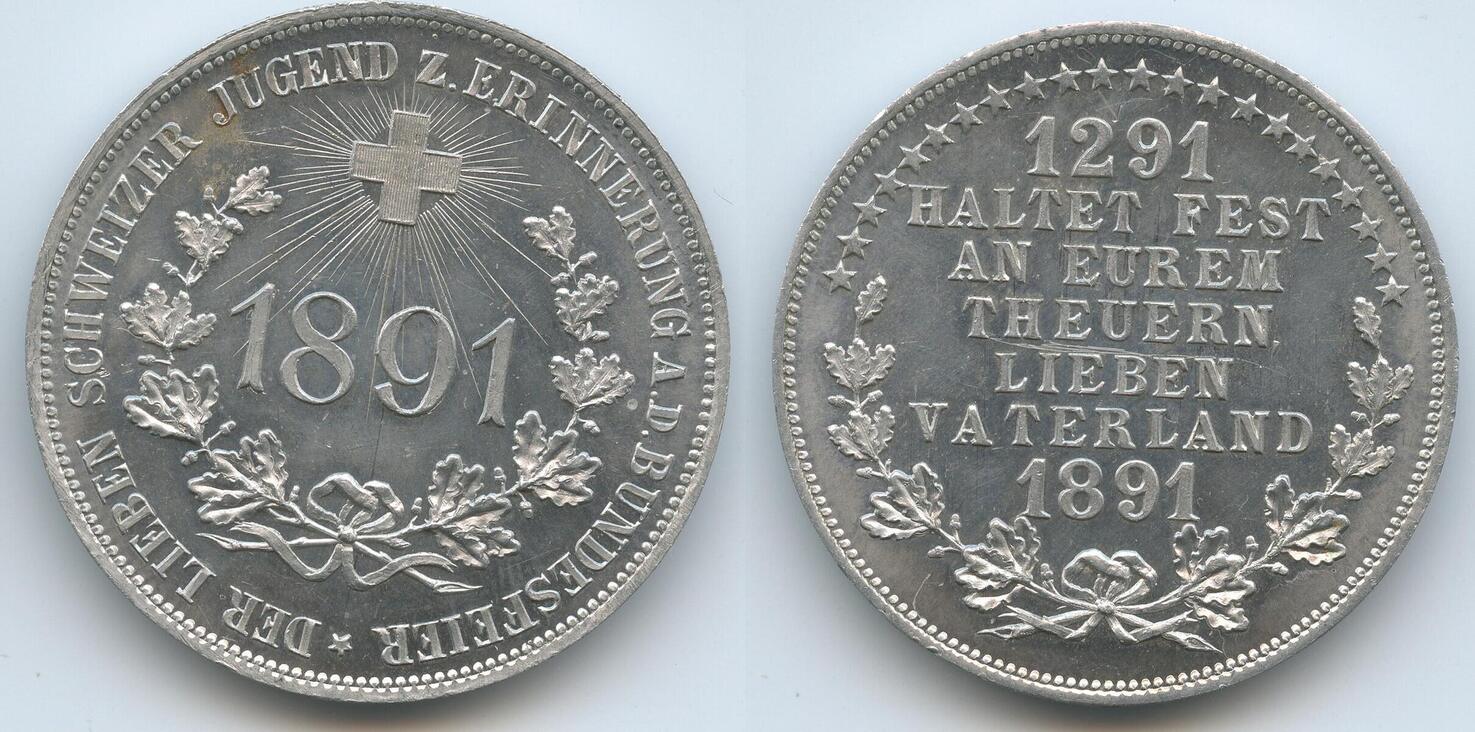 DER LIEBEN SCHWEIZER JUGEND Z. ERINNERUNG A. D. BUNDESFEIER
1891
1291
HALTET FEST
AN EUREM
THEUERN,
LIEBEN
VATERLAND
1891